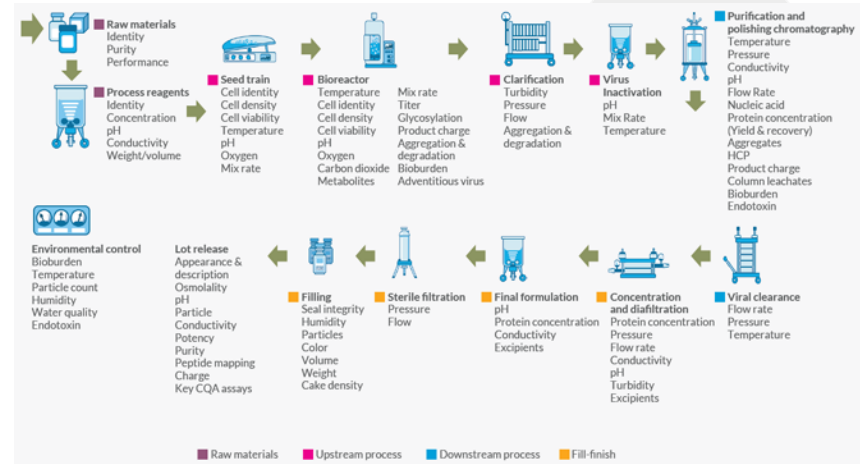 Raw materials
Identity
Purity
Performance
Process reagents
Identity
Concentration
pH
Conductivity
Weight/volume
Seed train
Cell identity
Cell density
Cell viability
Temperature
pH
Oxygen
Mix rate
Bioreactor
Temperature
Cell identity
Cell density
Cell viability
pH
Oxygen
Carbon dioxide
Metabolites
Mix rate
Titer
Glycosylation
Product charge
Aggregation &
degradation
Bioburden
Adventitious virus
Clarification
Turbidity
Pressure
Flow
Aggregation &
degradation
Virus
Inactivation
pH
Mix Rate
Temperature
Purification and
polishing chromatography
Temperature
Pressure
Conductivity
pH
Flow Rate
Nucleic acid
Protein concentration
(Yield & recovery)
Aggregates
HCP
Product charge
Column leachates
Bioburden
Endotoxin
Environmental control
Bioburden
Temperature
Particle count
Humidity
Water quality
Endotoxin
Lot release
Appearance &
description
Osmolality
pH
Particle
Conductivity
Potency
Purity
Peptide mapping
Charge
Key CQA assays
Filling
Seal integrity
Humidity
Particles
Color
Volume
Weight
Cake density
Sterile filtration
Pressure
Flow
Final formulation
pH
Protein concentration
Conductivity
Excipients
Concentration
and diafiltration
Protein concentration
Pressure
Flow rate
Conductivity
pH
Turbidity
Excipients
Viral clearance
Flow rate
Pressure
Temperature
Raw materials
Upstream process
Downstream process
Fill-finish